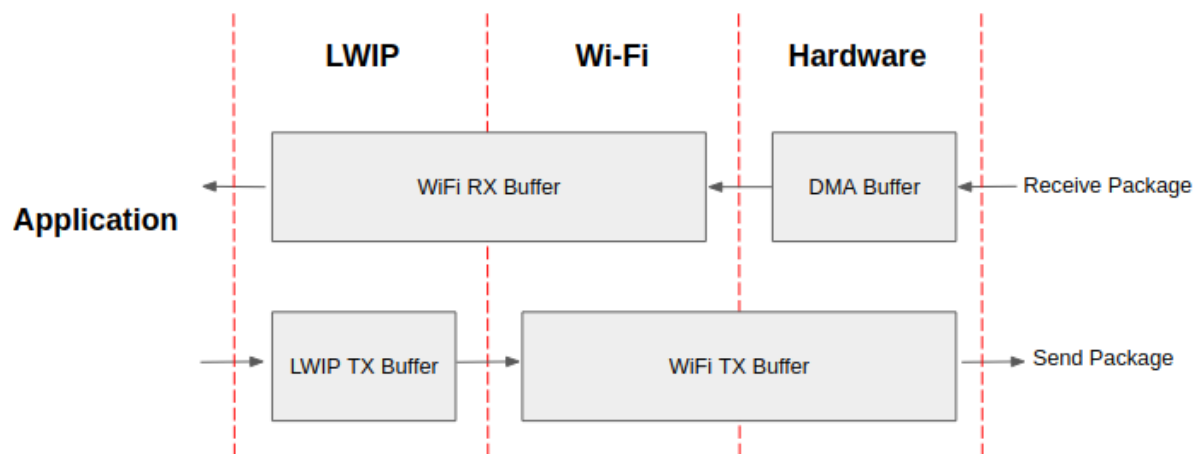 LWIP
Wi-Fi
Hardware
WiFi RX Buffer
DMA Buffer
Receive Package
Application
LWIP TX Buffer
WiFi TX Buffer
Send Package